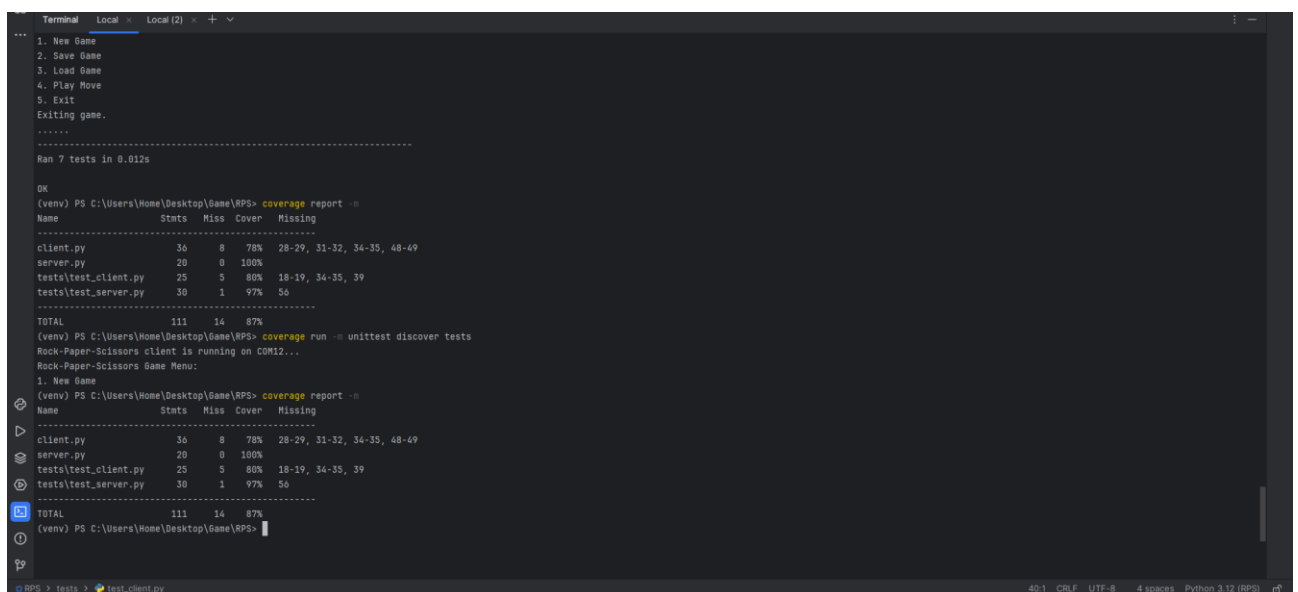 Terminal Local × Local (2) × + ∨
1. New Game
2. Save Game
3. Load Game
4. Play Move
5. Exit
Exiting game.
......
----------------------------------------------------------------------
Ran 7 tests in 0.012s
OK
(venv) PS C:\Users\Home\Desktop\Game\RPS> coverage report -m
Name Stmts Miss Cover Missing
----------------------------------------------------
client.py 36 8 78% 28-29, 31-32, 34-35, 48-49
server.py 20 0 100%
tests\test_client.py 25 5 80% 18-19, 34-35, 39
tests\test_server.py 30 1 97% 56
----------------------------------------------------
TOTAL 111 14 87%
(venv) PS C:\Users\Home\Desktop\Game\RPS> coverage run -m unittest discover tests
Rock-Paper-Scissors client is running on COM12...
Rock-Paper-Scissors Game Menu:
1. New Game
(venv) PS C:\Users\Home\Desktop\Game\RPS> coverage report -m
Name Stmts Miss Cover Missing
----------------------------------------------------
client.py 36 8 78% 28-29, 31-32, 34-35, 48-49
server.py 20 0 100%
tests\test_client.py 25 5 80% 18-19, 34-35, 39
tests\test_server.py 30 1 97% 56
----------------------------------------------------
TOTAL 111 14 87%
(venv) PS C:\Users\Home\Desktop\Game\RPS>
RPS > tests > test_client.py 40:1 CRLF UTF-8 4 spaces Python 3.12 (RPS)